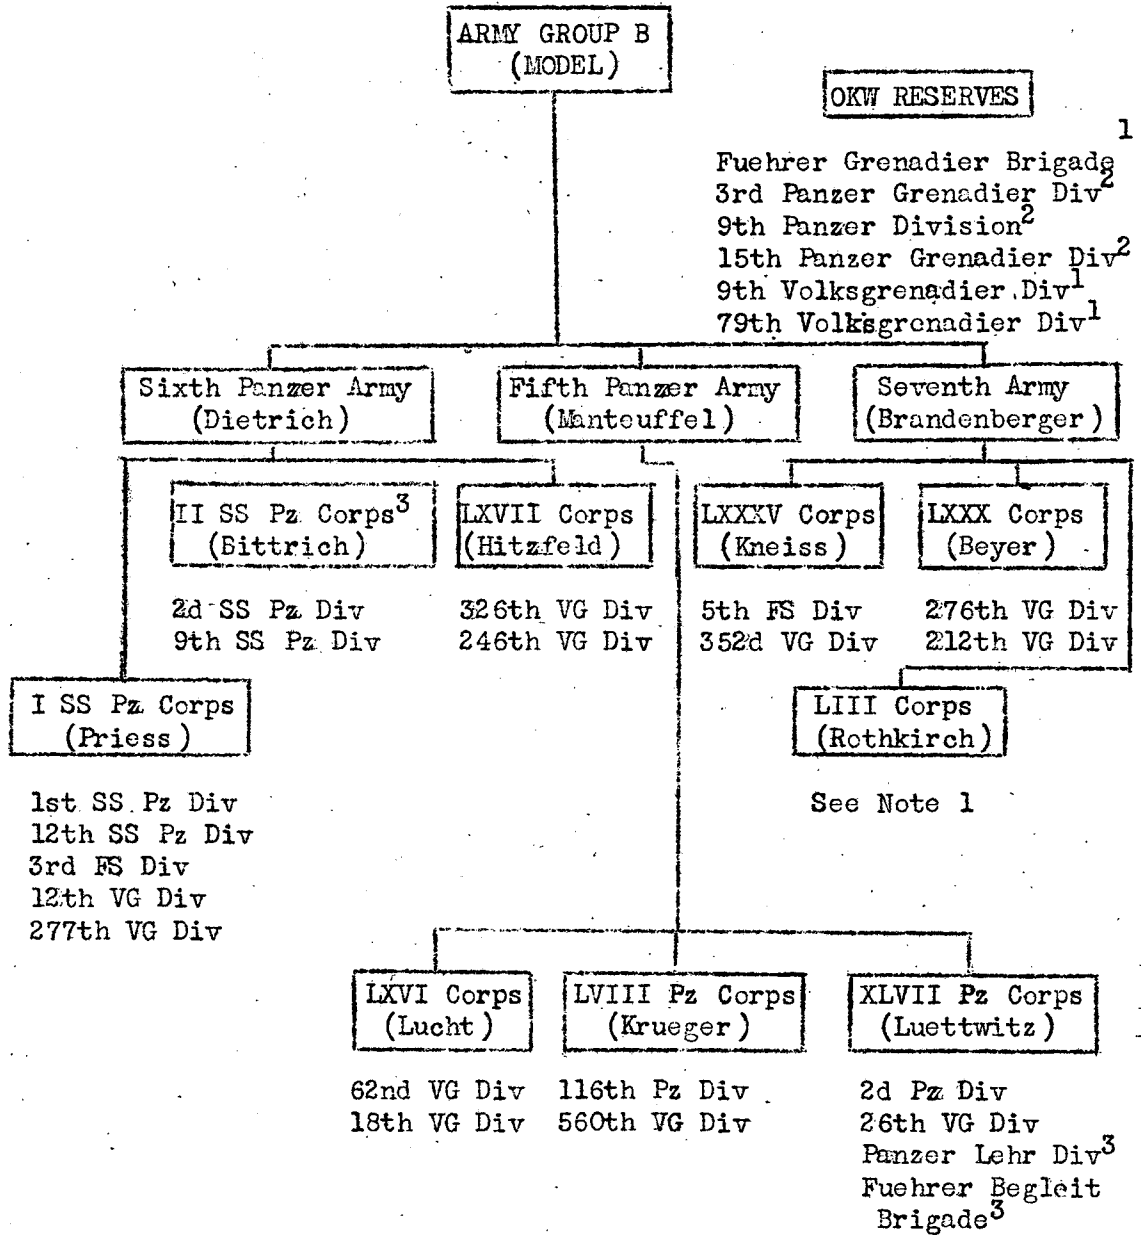 ARMY GROUP B
(MODEL)
OKW RESERVES
Fuehrer Grenadier Brigade1
3rd Panzer Grenadier Div2
9th Panzer Division2
15th Panzer Grenadier Div2
9th Volksgrenadier Div1
79th Volksgrenadier Div1
Sixth Panzer Army
(Dietrich)
Fifth Panzer Army
(Manteuffel)
Seventh Army
(Brandenberger)
II SS Pz Corps3
(Bittrich)
2d SS Pz Div
9th SS Pz Div
LXVII Corps
(Hitzfeld)
326th VG Div
246th VG Div
LXXXV Corps
(Kneiss)
5th FS Div
352d VG Div
LXXX Corps
(Beyer)
276th VG Div
212th VG Div
I SS Pz Corps
(Priess)
1st SS Pz Div
12th SS Pz Div
3rd FS Div
12th VG Div
277th VG Div
LIII Corps
(Rothkirch)
See Note 1
LXVI Corps
(Lucht)
62nd VG Div
18th VG Div
LVIII Pz Corps
(Krueger)
116th Pz Div
560th VG Div
XLVII Pz Corps
(Luettwitz)
2d Pz Div
26th VG Div
Panzer Lehr Div3
Fuehrer Begleit
Brigade3